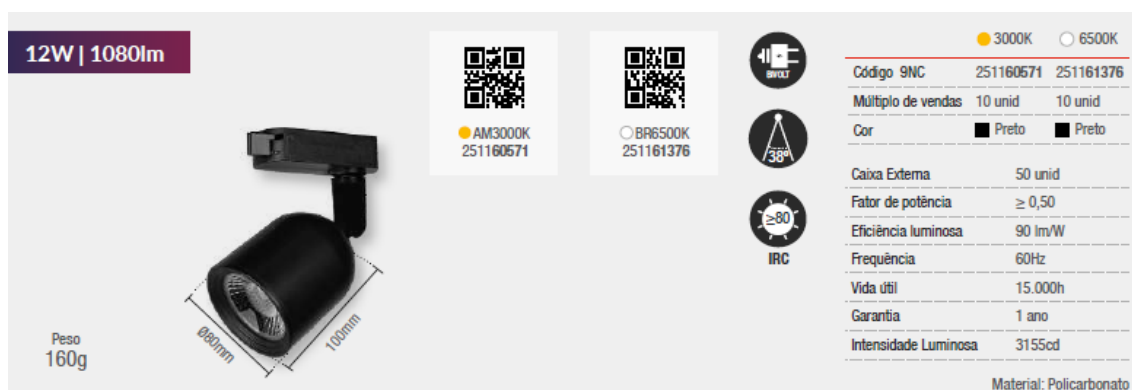 12W | 1080lm
AM3000K
251160571
BR6500K
251161376
BIVOLT
38º
≥80
IRC
3000K 6500K
Código 9NC 251160571 251161376
Múltiplo de vendas 10 unid 10 unid
Cor Preto Preto
Caixa Externa 50 unid
Fator de potência ≥ 0,50
Eficiência luminosa 90 lm/W
Frequência 60Hz
Vida útil 15.000h
Garantia 1 ano
Intensidade Luminosa 3155cd
Material: Policarbonato
Ø80mm
100mm
Peso
160g